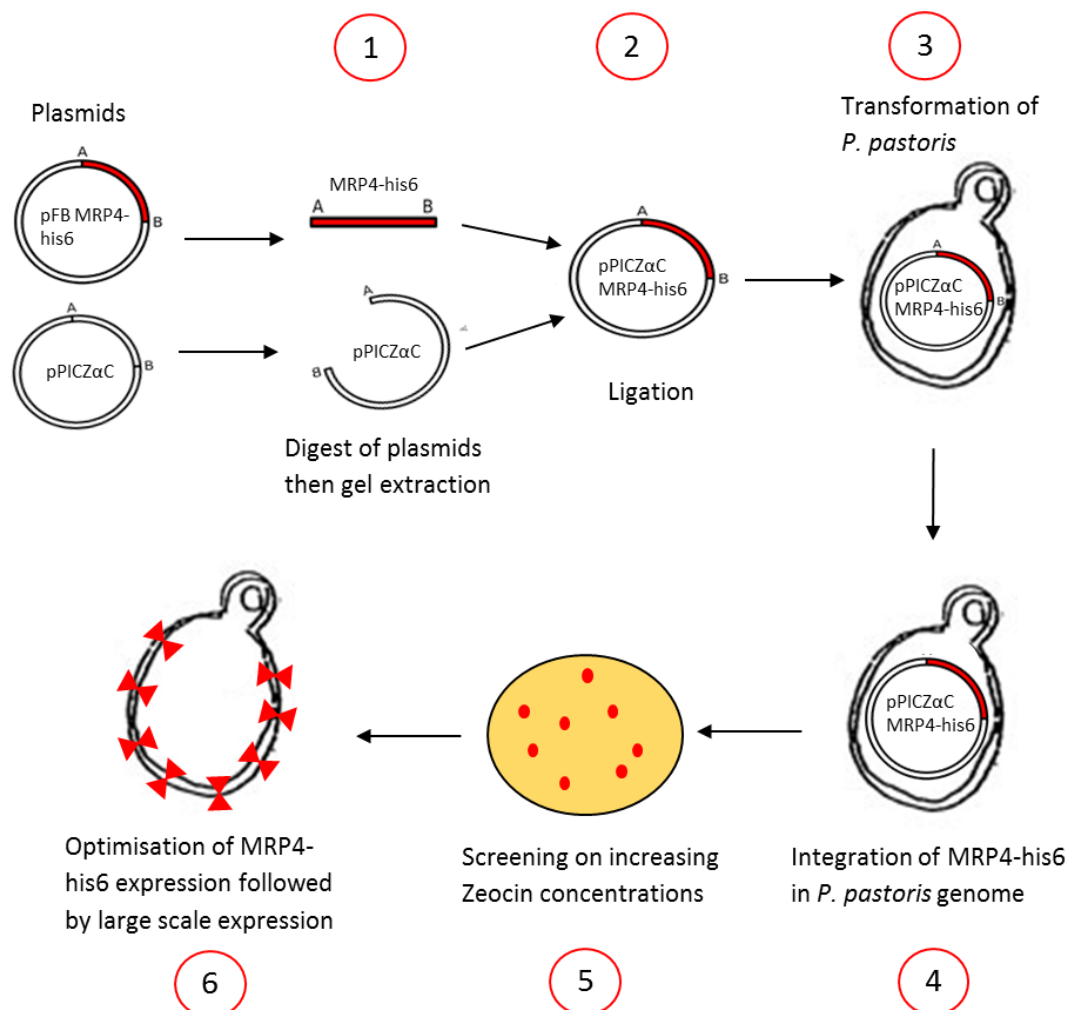 1
2
3
Plasmids
A
B
pFB MRP4-
his6
A
B
pPICZαC
MRP4-his6
A B
A
B
pPICZαC
Digest of plasmids
then gel extraction
A
B
pPICZαC
MRP4-his6
Ligation
Transformation of
P. pastoris
A
B
pPICZαC
MRP4-his6
pPICZαC
MRP4-his6
Integration of MRP4-his6
in P. pastoris genome
Screening on increasing
Zeocin concentrations
Optimisation of MRP4-
his6 expression followed
by large scale expression
6
5
4